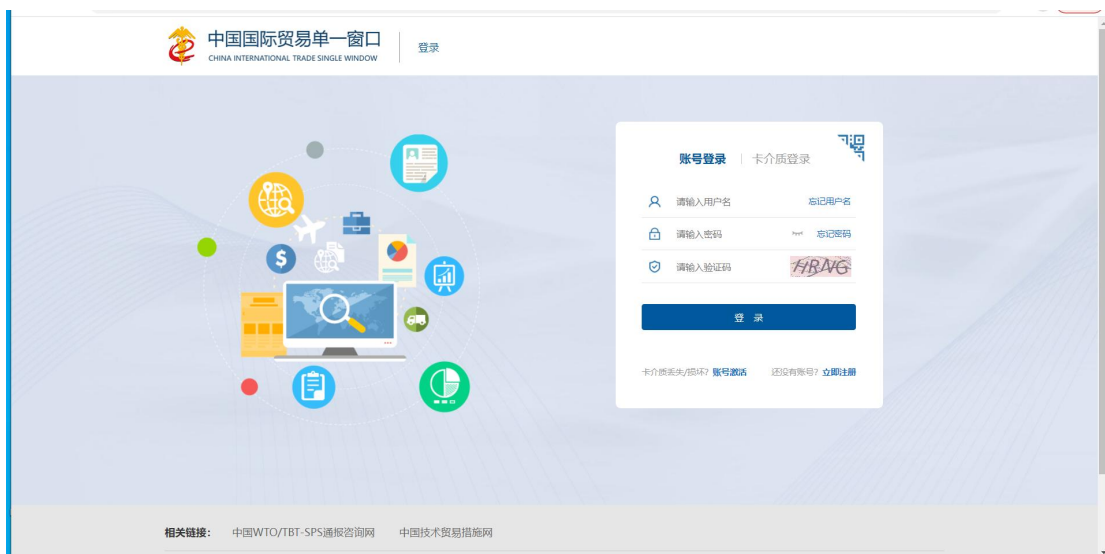 中国国际贸易单一窗口
CHINA INTERNATIONAL TRADE SINGLE WINDOW
登录
账号登录 | 卡介质登录
请输入用户名 忘记用户名
请输入密码 忘记密码
请输入验证码 HRNG
登 录
卡介质丢失/损坏? 账号激活 还没有账号? 立即注册
相关链接： 中国WTO/TBT-SPS通报咨询网 中国技术贸易措施网